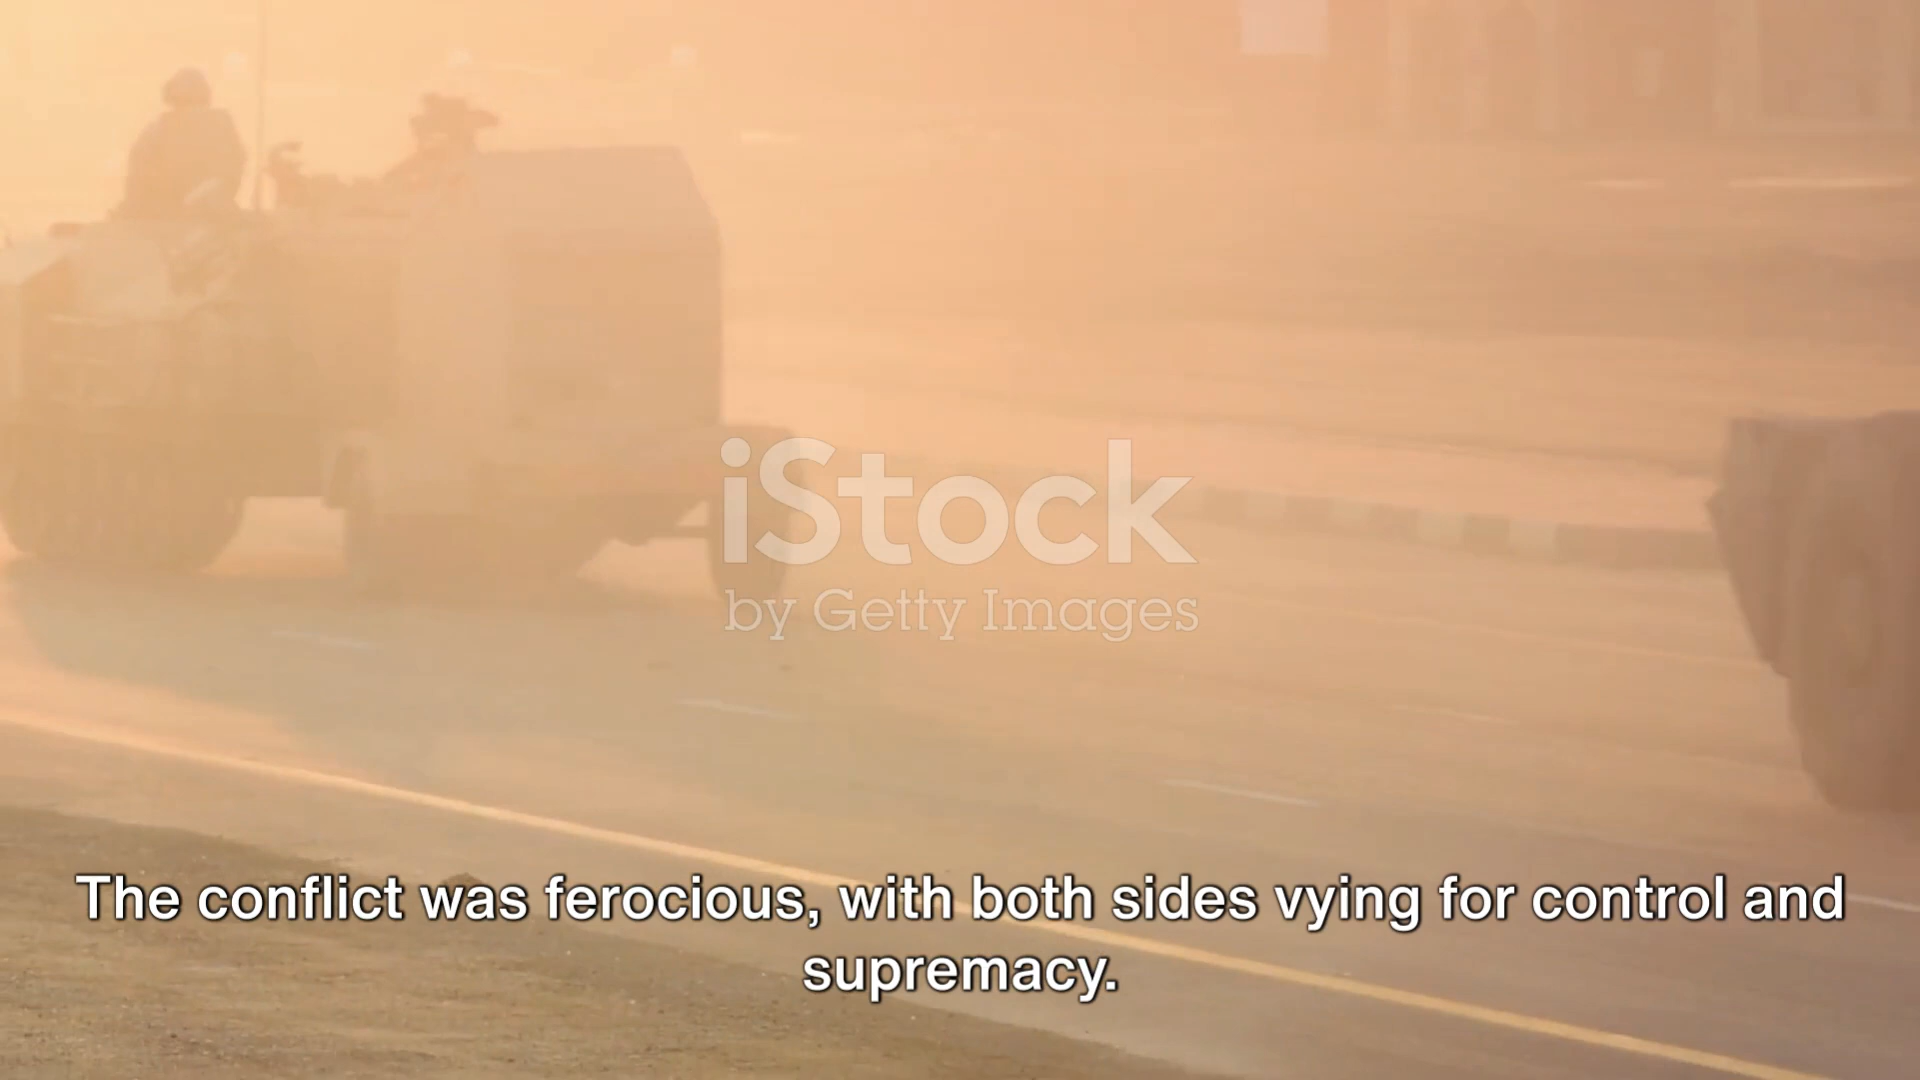 iStock
by Getty Images
The conflict was ferocious, with both sides vying for control and
supremacy.